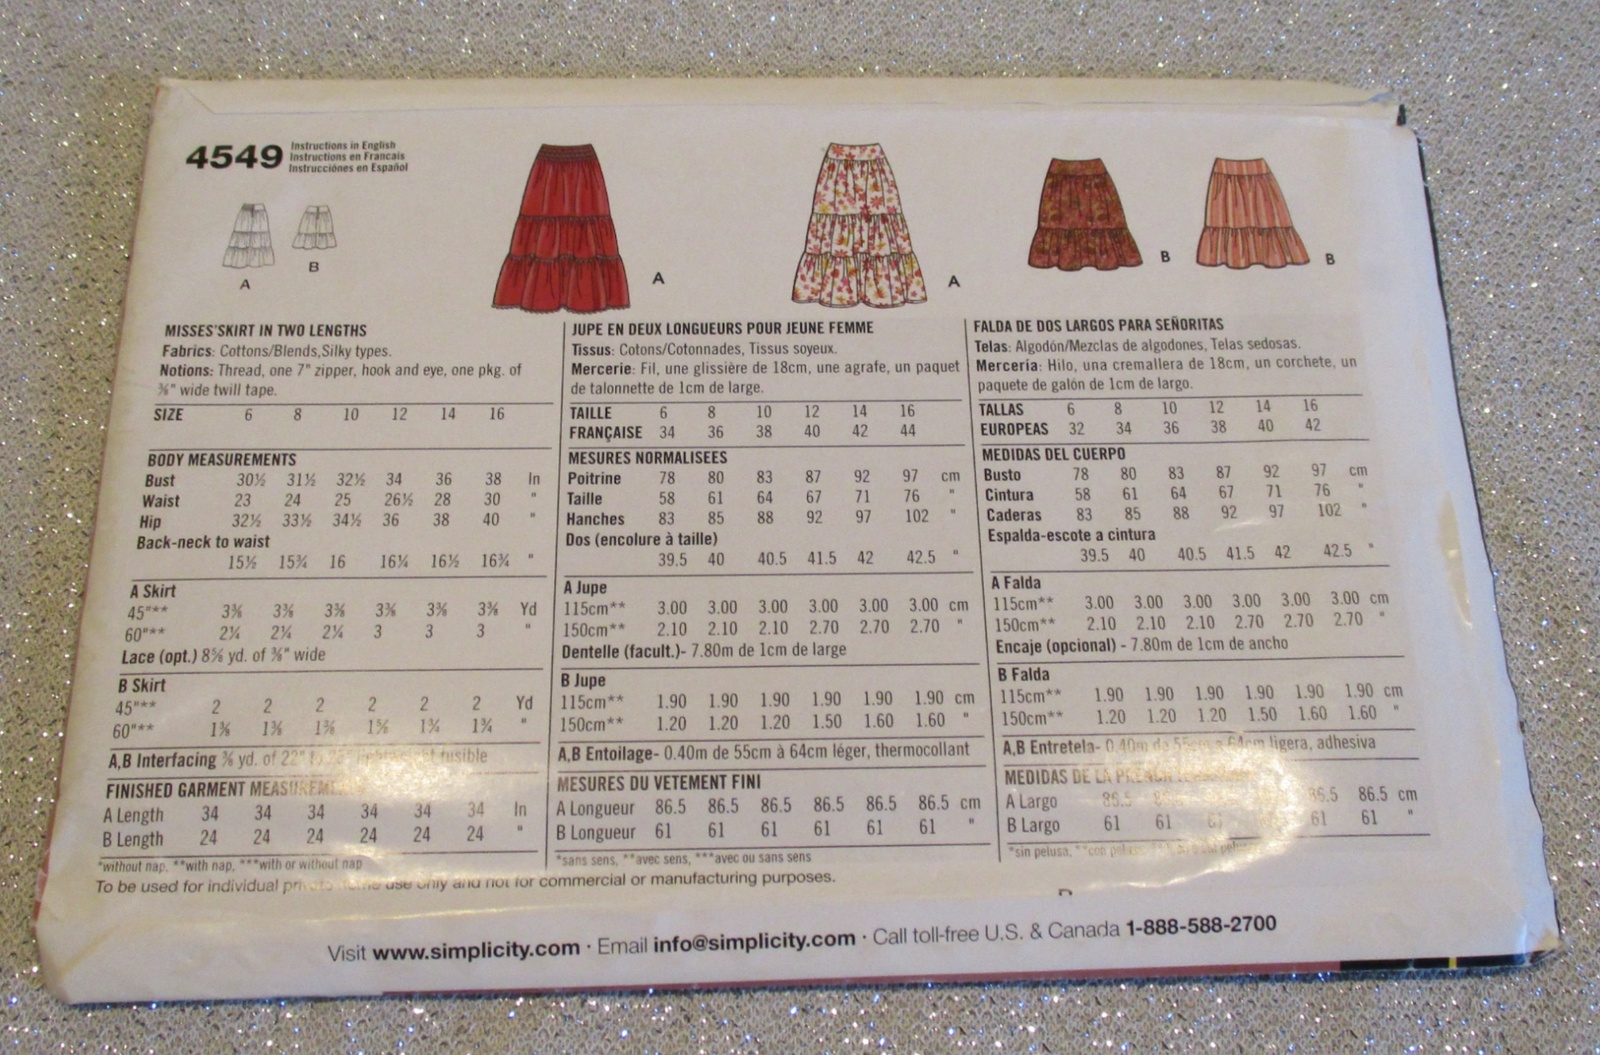 4549
Instructions in English
Instructions en Francais
Instrucciónes en Español
A
B
A
A
B
B
MISSES'SKIRT IN TWO LENGTHS
Fabrics: Cottons/Blends,Silky types.
Notions: Thread, one 7" zipper, hook and eye, one pkg. of
⅜" wide twill tape.
SIZE 6 8 10 12 14 16
BODY MEASUREMENTS
Bust 30½ 31½ 32½ 34 36 38 In
Waist 23 24 25 26½ 28 30 "
Hip 32½ 33½ 34½ 36 38 40 "
Back-neck to waist
15½ 15¾ 16 16¼ 16½ 16¾ "
A Skirt
45"** 3⅜ 3⅜ 3⅜ 3⅜ 3⅜ 3⅜ Yd
60"** 2¼ 2¼ 2¼ 3 3 3 "
Lace (opt.) yd. of ⅜" wide
B Skirt
45"** 2 2 2 2 2 2 Yd
60"** 1⅜ 1⅜ 1⅜ 1⅝ 1¾ 1¾ "
A,B Interfacing yd. of 22" to fusible
FINISHED GARMENT
A Length 34 34 34 34 34 34 In
B Length 24 24 24 24 24 24 "
*without nap, **with nap, ***with or without nap
JUPE EN DEUX LONGUEURS POUR JEUNE FEMME
Tissus: Cotons/Cotonnades, Tissus soyeux.
Mercerie: Fil, une glissière de 18cm, une agrafe, un paquet
de talonnette de 1cm de large.
TAILLE 6 8 10 12 14 16
FRANÇAISE 34 36 38 40 42 44
MESURES NORMALISEES
Poitrine 78 80 83 87 92 97 cm
Taille 58 61 64 67 71 76 "
Hanches 83 85 88 92 97 102 "
Dos (encolure à taille)
39.5 40 40.5 41.5 42 42.5 "
A Jupe
115cm** 3.00 3.00 3.00 3.00 3.00 3.00 cm
150cm** 2.10 2.10 2.10 2.70 2.70 2.70 "
Dentelle (facult.)- 7.80m de 1cm de large
B Jupe
115cm** 1.90 1.90 1.90 1.90 1.90 1.90 cm
150cm** 1.20 1.20 1.20 1.50 1.60 1.60 "
A,B Entoilage- 0.40m de 55cm à 64cm léger, thermocollant
MESURES DU VETEMENT FINI
A Longueur 86.5 86.5 86.5 86.5 86.5 86.5 cm
B Longueur 61 61 61 61 61 61 "
*sans sens, **avec sens, ***avec ou sans sens
FALDA DE DOS LARGOS PARA SEÑORITAS
Telas: Algodón/Mezclas de algodones, Telas sedosas.
Mercería: Hilo, una cremallera de 18cm, un corchete, un
paquete de galón de 1cm de largo.
TALLAS 6 8 10 12 14 16
EUROPEAS 32 34 36 38 40 42
MEDIDAS DEL CUERPO
Busto 78 80 83 87 92 97 cm
Cintura 58 61 64 67 71 76 "
Caderas 83 85 88 92 97 102 "
Espalda-escote a cintura
39.5 40 40.5 41.5 42 42.5 "
A Falda
115cm** 3.00 3.00 3.00 3.00 3.00 3.00 cm
150cm** 2.10 2.10 2.10 2.70 2.70 2.70 "
Encaje (opcional) - 7.80m de 1cm de ancho
B Falda
115cm** 1.90 1.90 1.90 1.90 1.90 1.90 cm
150cm** 1.20 1.20 1.20 1.50 1.60 1.60 "
A,B Entretela- 0.40m de 55cm a 64cm ligera, adhesiva
MEDIDAS DE LA
A Largo 86.5 86.5 86.5 cm
B Largo 61 61 61 61 61 "
*sin pelusa,
To be used for individual use only and not for commercial or manufacturing purposes.
Visit www.simplicity.com · Email info@simplicity.com · Call toll-free U.S. & Canada 1-888-588-2700